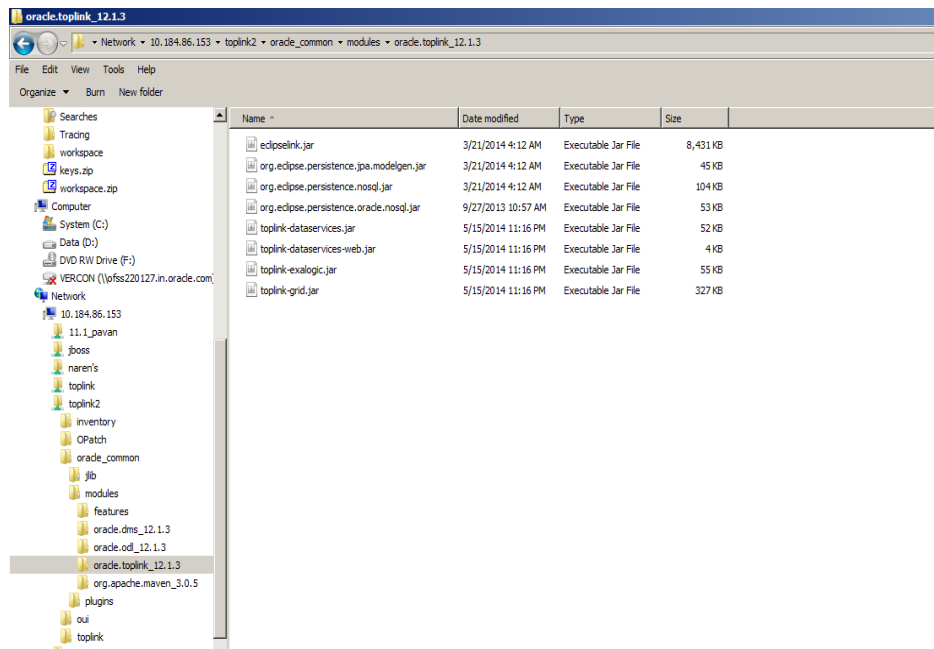 oracle.toplink_12.1.3
Network 10.184.86.153 toplink2 oracle_common modules oracle.toplink_12.1.3
File Edit View Tools Help
Organize Burn New folder
Searches
Tracing
workspace
keys.zip
workspace.zip
Computer
System (C:)
Data (D:)
DVD RW Drive (F:)
VERCON (\\ofss220127.in.oracle.com)
Network
10.184.86.153
11.1_pavan
jboss
naren's
toplink
toplink2
inventory
OPatch
oracle_common
jlib
modules
features
oracle.dms_12.1.3
oracle.odl_12.1.3
oracle.toplink_12.1.3
org.apache.maven_3.0.5
plugins
oui
toplink
Name Date modified Type Size
eclipselink.jar 3/21/2014 4:12 AM Executable Jar File 8,431 KB
org.eclipse.persistence.jpa.modelgen.jar 3/21/2014 4:12 AM Executable Jar File 45 KB
org.eclipse.persistence.nosql.jar 3/21/2014 4:12 AM Executable Jar File 104 KB
org.eclipse.persistence.oracle.nosql.jar 9/27/2013 10:57 AM Executable Jar File 53 KB
toplink-dataservices.jar 5/15/2014 11:16 PM Executable Jar File 52 KB
toplink-dataservices-web.jar 5/15/2014 11:16 PM Executable Jar File 4 KB
toplink-exalogic.jar 5/15/2014 11:16 PM Executable Jar File 55 KB
toplink-grid.jar 5/15/2014 11:16 PM Executable Jar File 327 KB